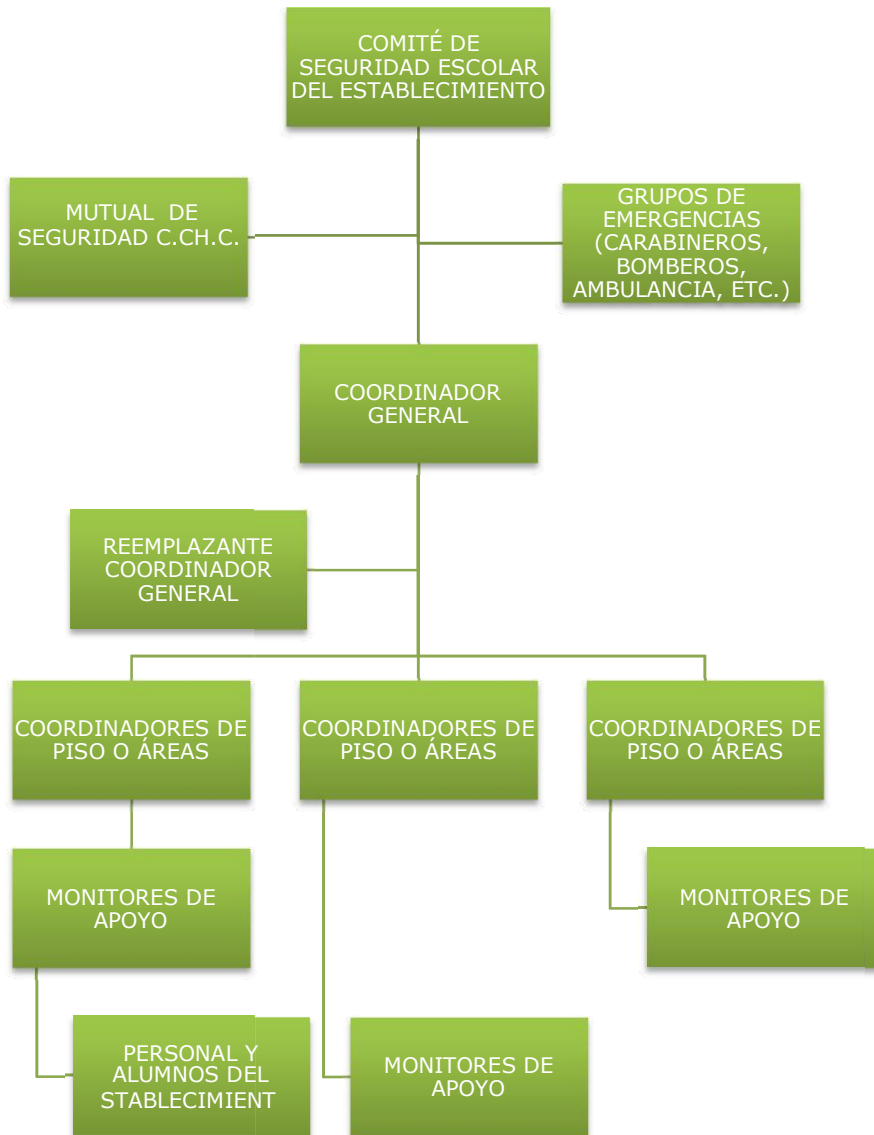 COMITÉ DE
SEGURIDAD ESCOLAR
DEL ESTABLECIMIENTO
MUTUAL DE
SEGURIDAD C.CH.C.
GRUPOS DE
EMERGENCIAS
(CARABINEROS,
BOMBEROS,
AMBULANCIA, ETC.)
COORDINADOR
GENERAL
REEMPLAZANTE
COORDINADOR
GENERAL
COORDINADORES DE
PISO O ÁREAS
COORDINADORES DE
PISO O ÁREAS
COORDINADORES DE
PISO O ÁREAS
MONITORES DE
APOYO
MONITORES DE
APOYO
PERSONAL Y
ALUMNOS DEL
STABLECIMIENT
MONITORES DE
APOYO